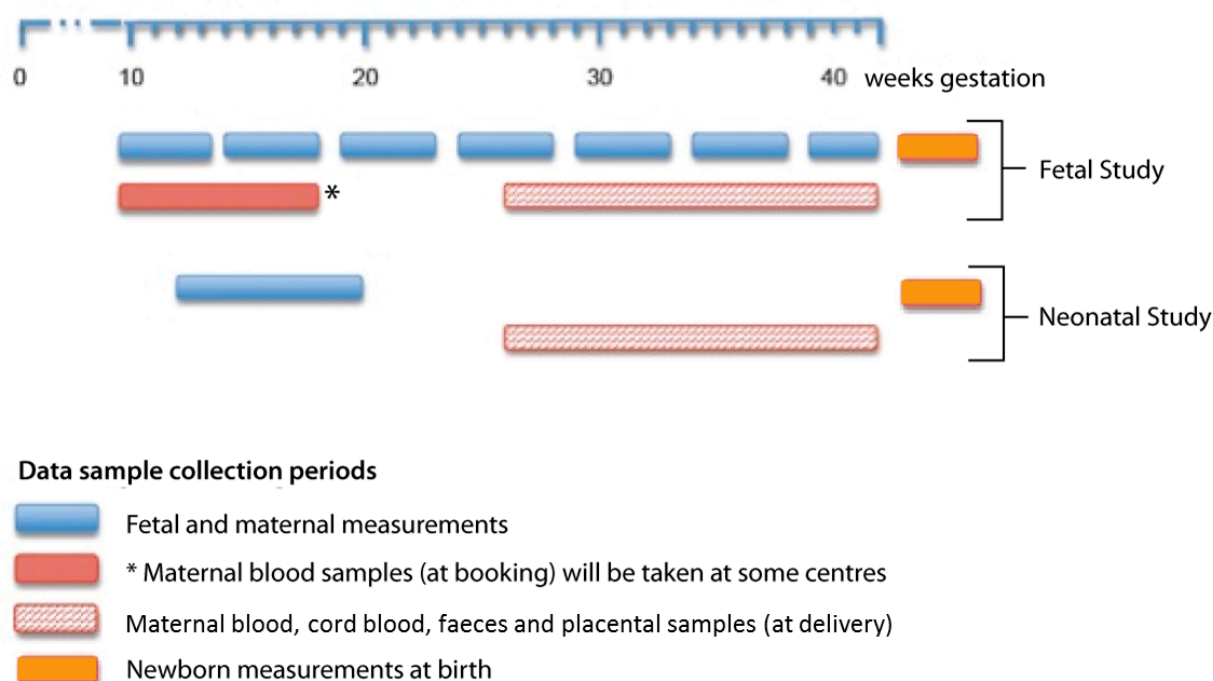 0 10 20 30 40 weeks gestation
Fetal Study
*
Neonatal Study
Data sample collection periods
Fetal and maternal measurements
* Maternal blood samples (at booking) will be taken at some centres
Maternal blood, cord blood, faeces and placental samples (at delivery)
Newborn measurements at birth